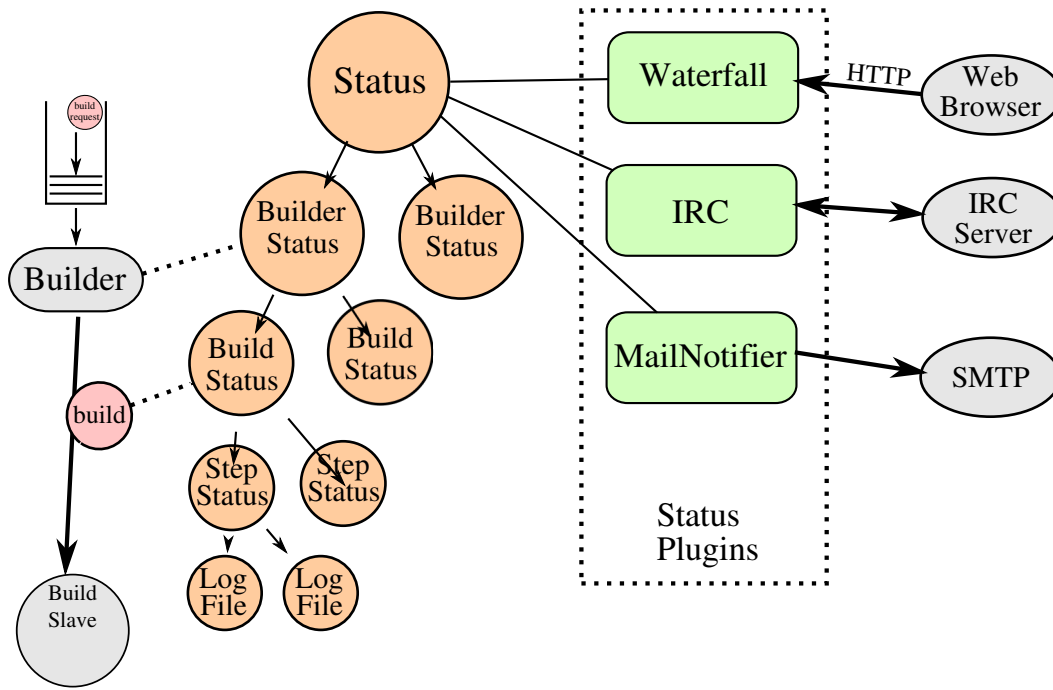 Status
Waterfall
HTTP
Web
Browser
build
request
Builder
Status
Builder
Status
IRC
IRC
Server
Builder
Build
Status
Build
Status
MailNotifier
SMTP
build
Step
Status
Step
Status
Status
Plugins
Log
File
Log
File
Build
Slave